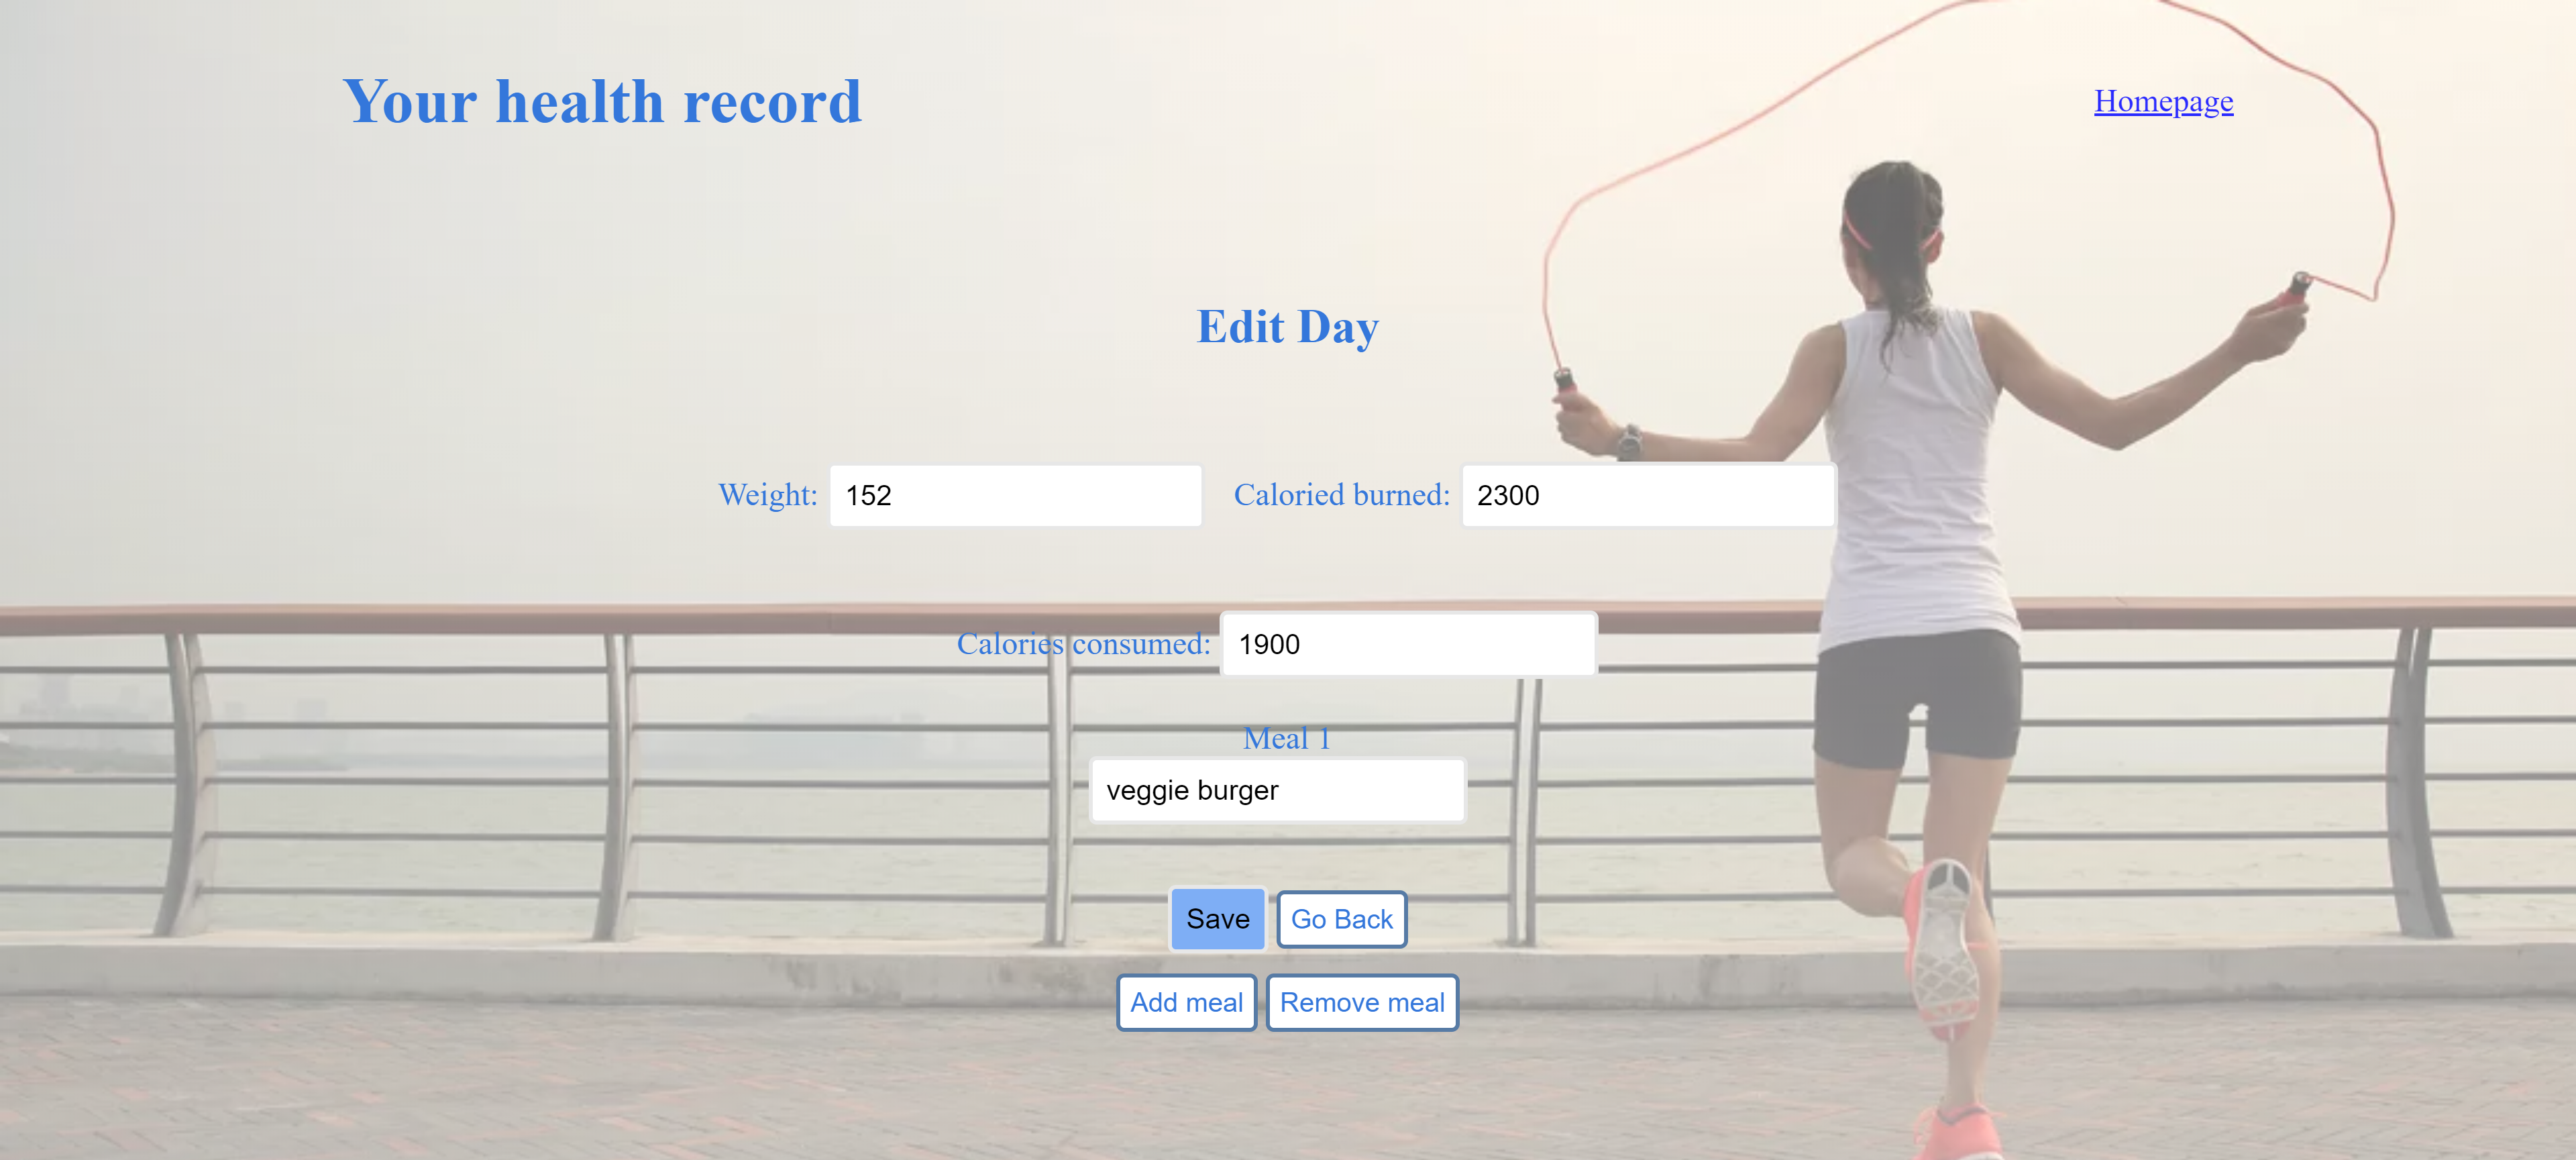 Your health record
Homepage
Edit Day
Weight: 152 Caloried burned: 2300
Calories consumed: 1900
Meal 1
veggie burger
Save Go Back
Add meal Remove meal